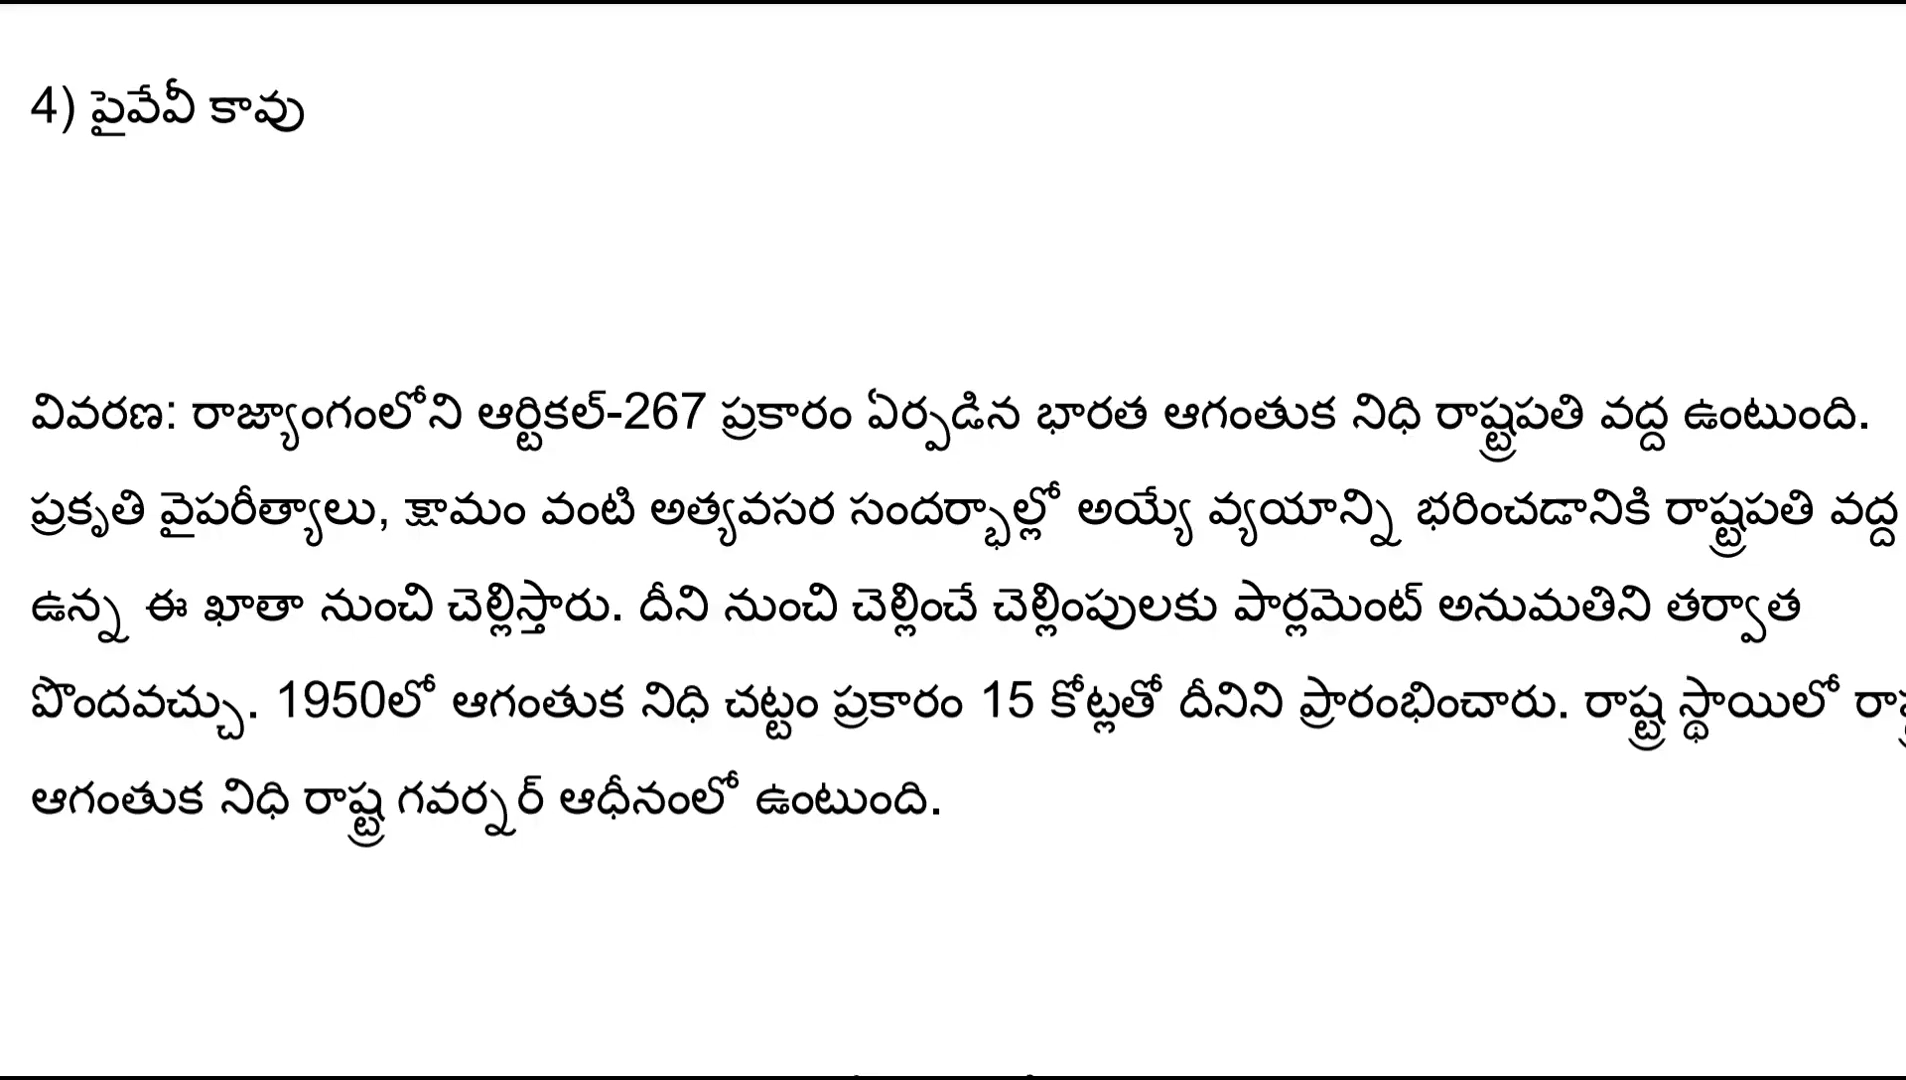 4) పైవేవీ కావు
వివరణ: రాజ్యాంగంలోని ఆర్టికల్-267 ప్రకారం ఏర్పడిన భారత ఆగంతుక నిధి రాష్ట్రపతి వద్ద ఉంటుంది.
ప్రకృతి వైపరీత్యాలు, క్షామం వంటి అత్యవసర సందర్భాల్లో అయ్యే వ్యయాన్ని భరించడానికి రాష్ట్రపతి వద్ద
ఉన్న ఈ ఖాతా నుంచి చెల్లిస్తారు. దీని నుంచి చెల్లించే చెల్లింపులకు పార్లమెంట్ అనుమతిని తర్వాత
పొందవచ్చు. 1950లో ఆగంతుక నిధి చట్టం ప్రకారం 15 కోట్లతో దీనిని ప్రారంభించారు. రాష్ట్ర స్థాయిలో
ఆగంతుక నిధి రాష్ట్ర గవర్నర్ ఆధీనంలో ఉంటుంది.